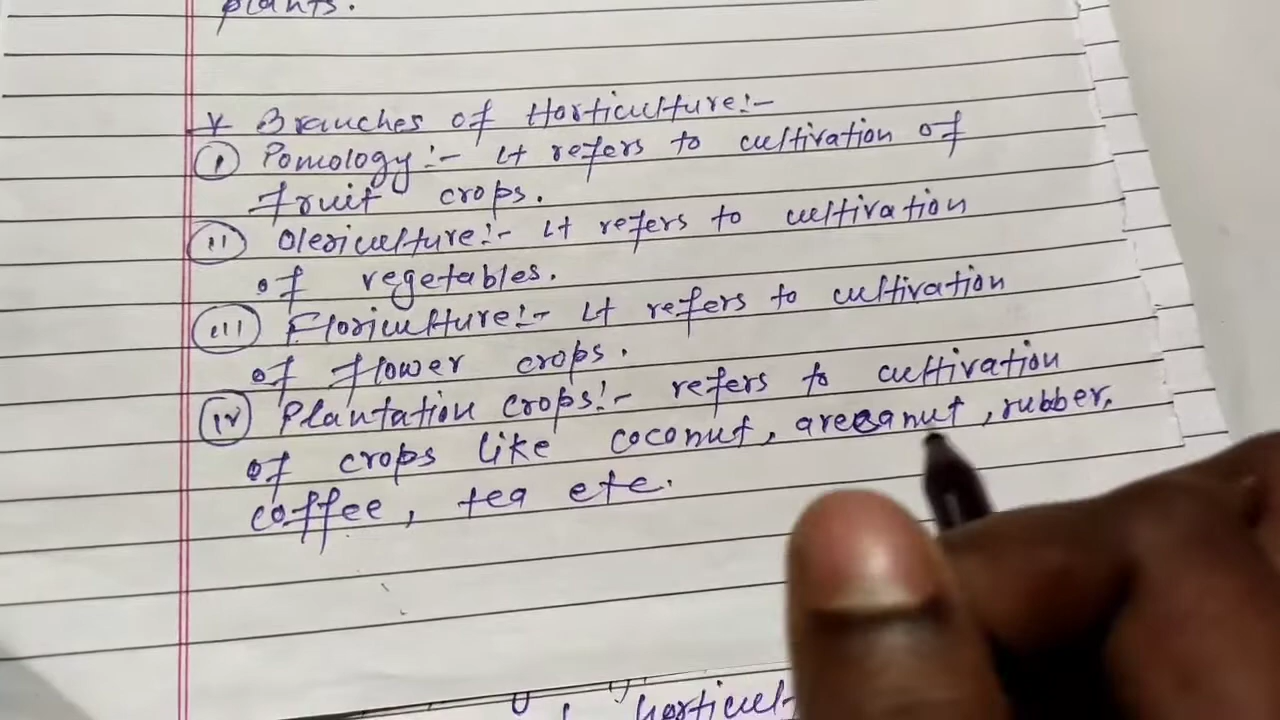 plants.
* Branches of Horticulture:-
(i) Pomology:- It refers to cultivation of
fruit crops.
(ii) Olericulture:- It refers to cultivation
of vegetables.
(iii) Floriculture:- It refers to cultivation
of flower crops.
(iv) Plantation crops:- refers to cultivation
of crops like coconut, arecanut, rubber,
coffee, tea etc.